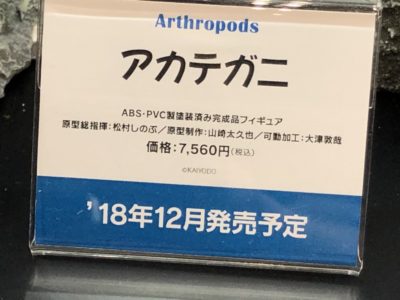 Arthropods
アカテガニ
ABS・PVC製塗装済み完成品フィギュア
原型総指揮：松村しのぶ／原型制作：山崎太久也／可動加工：大津敦哉
価格：7,560円(税込)
©KAIYODO
’18年12月発売予定